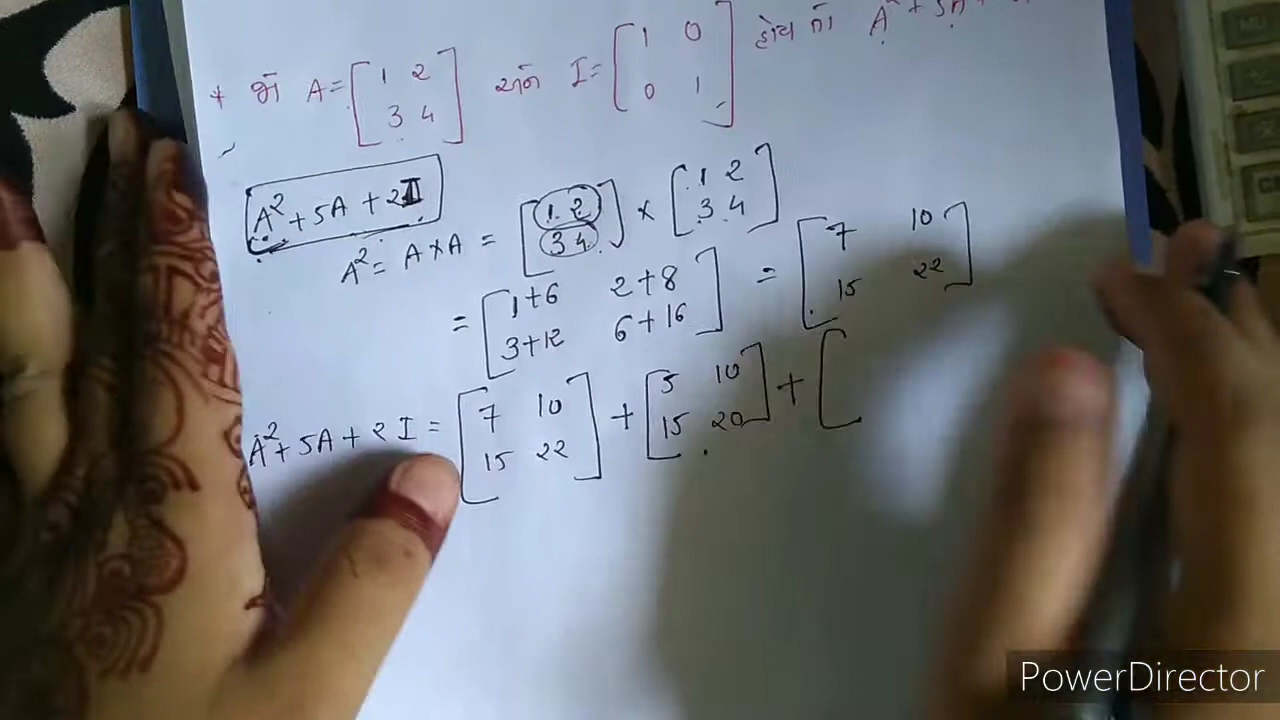 * જો A = [ 1 2 અને I = [ 1 0 હોય તો A² + 5A +
3 4 ] 0 1 ]
A² + 5A + 2I
A² = A × A = [ 1 2 3 4 ] × [ 1 2 3 4 ]
= [ 1+6 2+8 3+12 6+16 ] = [ 7 10 15 22 ]
A² + 5A + 2I = [ 7 10 15 22 ] + [ 5 10 15 20 ] + [
PowerDirector